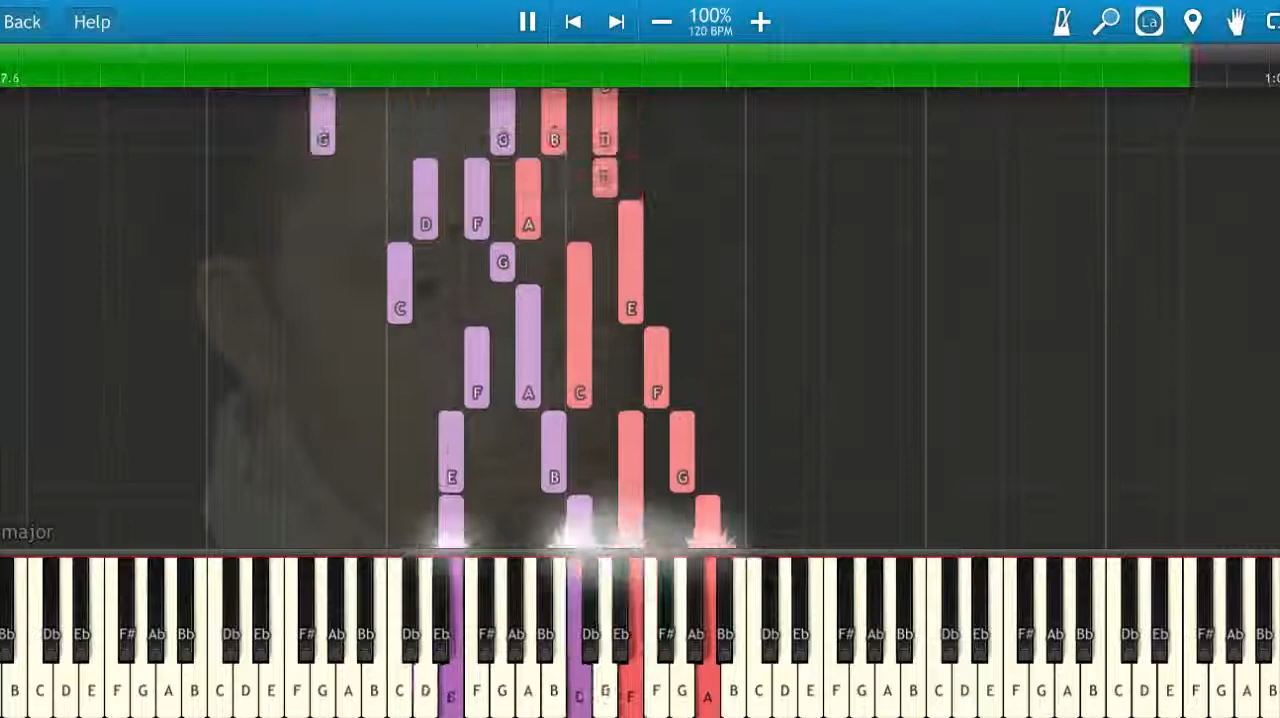 Back Help 100% La
120 BPM
7.6 1:0
G G B D
D F A
G
C E
F A C F
E B G
major
Bb Db Eb F# Ab Bb Db Eb F# Ab Bb Db Eb F# Ab Bb Db Eb F# Ab Bb Db Eb F# Ab Bb Db Eb F# Ab Bb Db Eb F# Ab Bb
B C D E F G A B C D E F G A B C D E F G A B C D E F G A B C D E F G A B C D E F G A B C D E F G A B